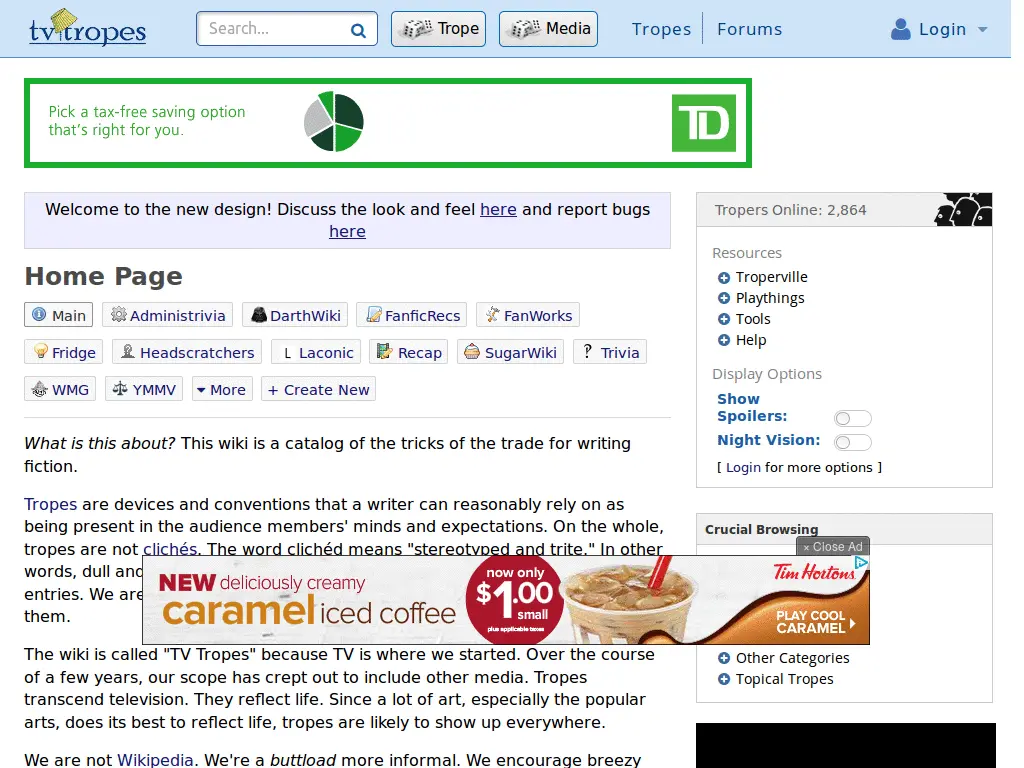 tv tropes
Search...
Trope
Media
Tropes
Forums
Login
Pick a tax-free saving option
that's right for you.
TD
Welcome to the new design! Discuss the look and feel here and report bugs
here
Home Page
Main
Administrivia
DarthWiki
FanficRecs
FanWorks
Fridge
Headscratchers
L Laconic
Recap
SugarWiki
? Trivia
WMG
YMMV
More
+ Create New
What is this about? This wiki is a catalog of the tricks of the trade for writing
fiction.
Tropes are devices and conventions that a writer can reasonably rely on as
being present in the audience members' minds and expectations. On the whole,
tropes are not clichés. The word clichéd means "stereotyped and trite." In other
words, dull and
entries. We are
them.
The wiki is called "TV Tropes" because TV is where we started. Over the course
of a few years, our scope has crept out to include other media. Tropes
transcend television. They reflect life. Since a lot of art, especially the popular
arts, does its best to reflect life, tropes are likely to show up everywhere.
We are not Wikipedia. We're a buttload more informal. We encourage breezy
Tropers Online: 2,864
Resources
Troperville
Playthings
Tools
Help
Display Options
Show
Spoilers:
Night Vision:
[ Login for more options ]
Crucial Browsing
× Close Ad
NEW deliciously creamy
caramel iced coffee
now only
$1.00
small
plus applicable taxes
Tim Hortons.
PLAY COOL
CARAMEL
Other Categories
Topical Tropes